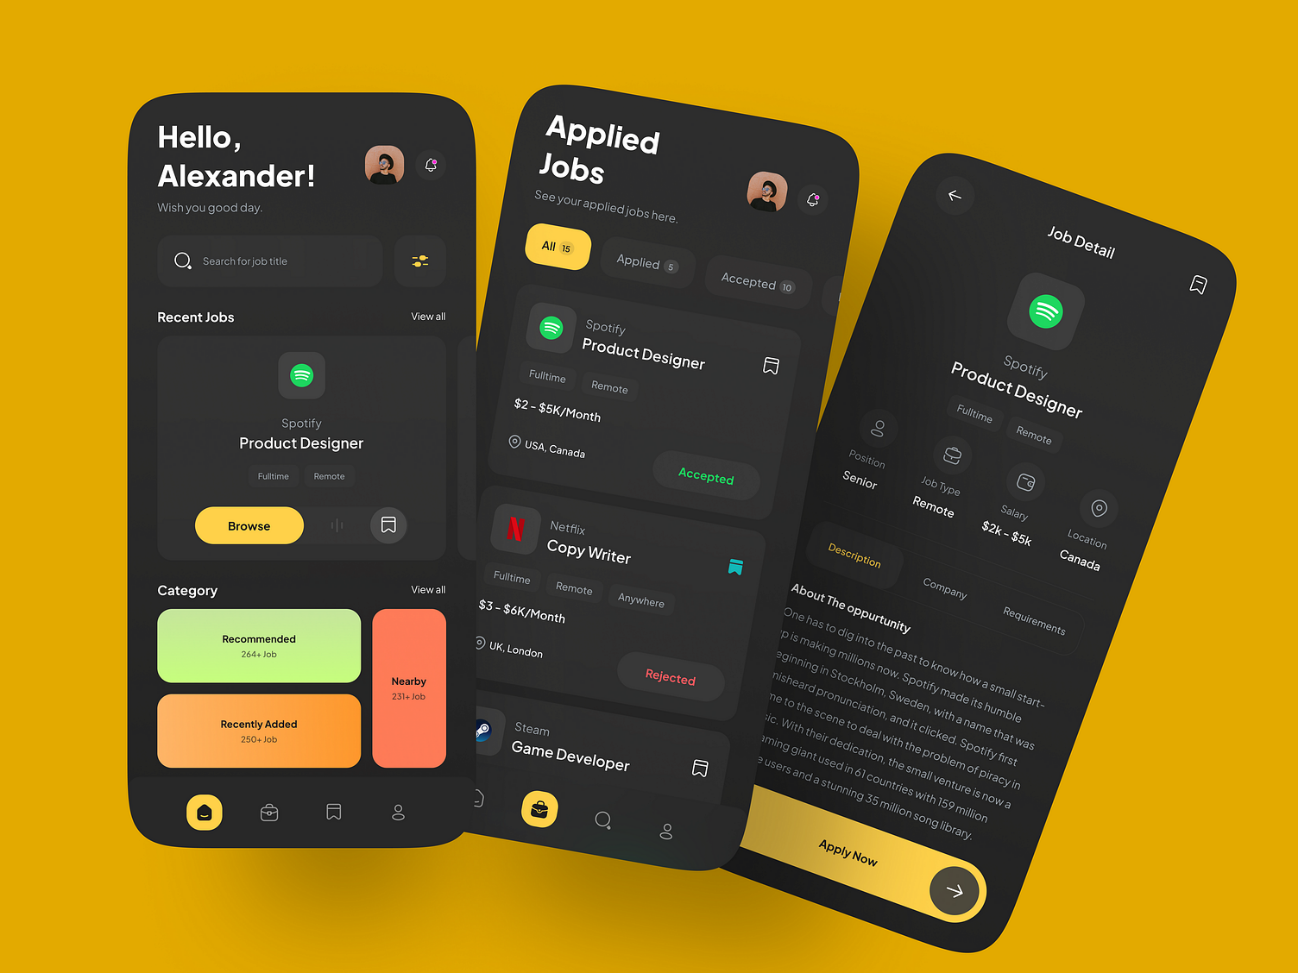 Hello,
Alexander!
Wish you good day.
Search for job title
Recent Jobs
View all
Spotify
Product Designer
Fulltime
Remote
Browse
Category
View all
Recommended
264+ Job
Nearby
231+ Job
Recently Added
250+ Job
Applied
Jobs
See your applied jobs here.
All 15
Applied 5
Accepted 10
Spotify
Product Designer
Fulltime
Remote
$2 - $5K/Month
USA, Canada
Accepted
Netflix
Copy Writer
Fulltime
Remote
Anywhere
$3 - $6K/Month
UK, London
Rejected
Steam
Game Developer
Job Detail
Spotify
Product Designer
Fulltime
Remote
Position
Senior
Job Type
Remote
Salary
$2k - $5k
Location
Canada
Description
Company
Requirements
About The oppurtunity
One has to dig into the past to know how a small start-
is making millions now. Spotify made its humble
in Stockholm, Sweden, with a name that was
pronunciation, and it clicked. Spotify first
to the scene to deal with the problem of piracy in
With their dedication, the small venture is now a
giant used in 61 countries with 159 million
users and a stunning 35 million song library.
Apply Now